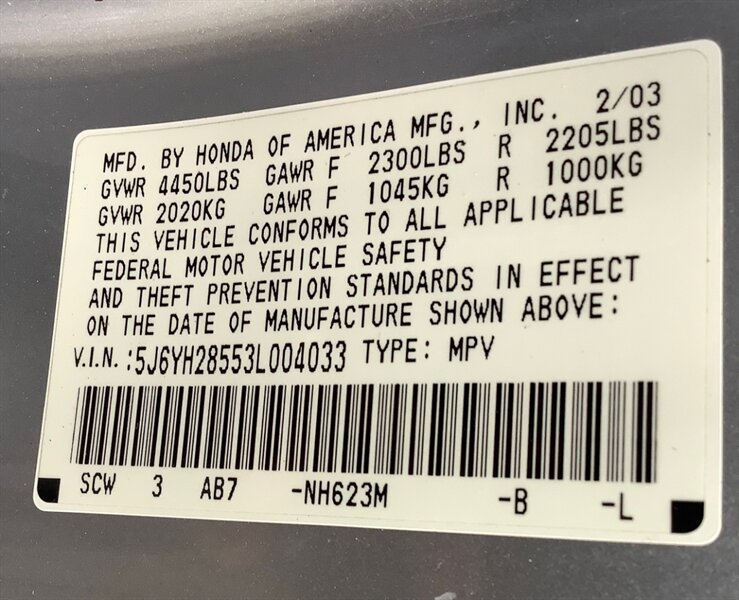 MFD. BY HONDA OF AMERICA MFG., INC. 2/03
GVWR 4450LBS GAWR F 2300LBS R 2205LBS
GVWR 2020KG GAWR F 1045KG R 1000KG
THIS VEHICLE CONFORMS TO ALL APPLICABLE
FEDERAL MOTOR VEHICLE SAFETY
AND THEFT PREVENTION STANDARDS IN EFFECT
ON THE DATE OF MANUFACTURE SHOWN ABOVE:
V.I.N.:5J6YH28553L004033 TYPE: MPV
SCW 3 AB7 -NH623M -B -L